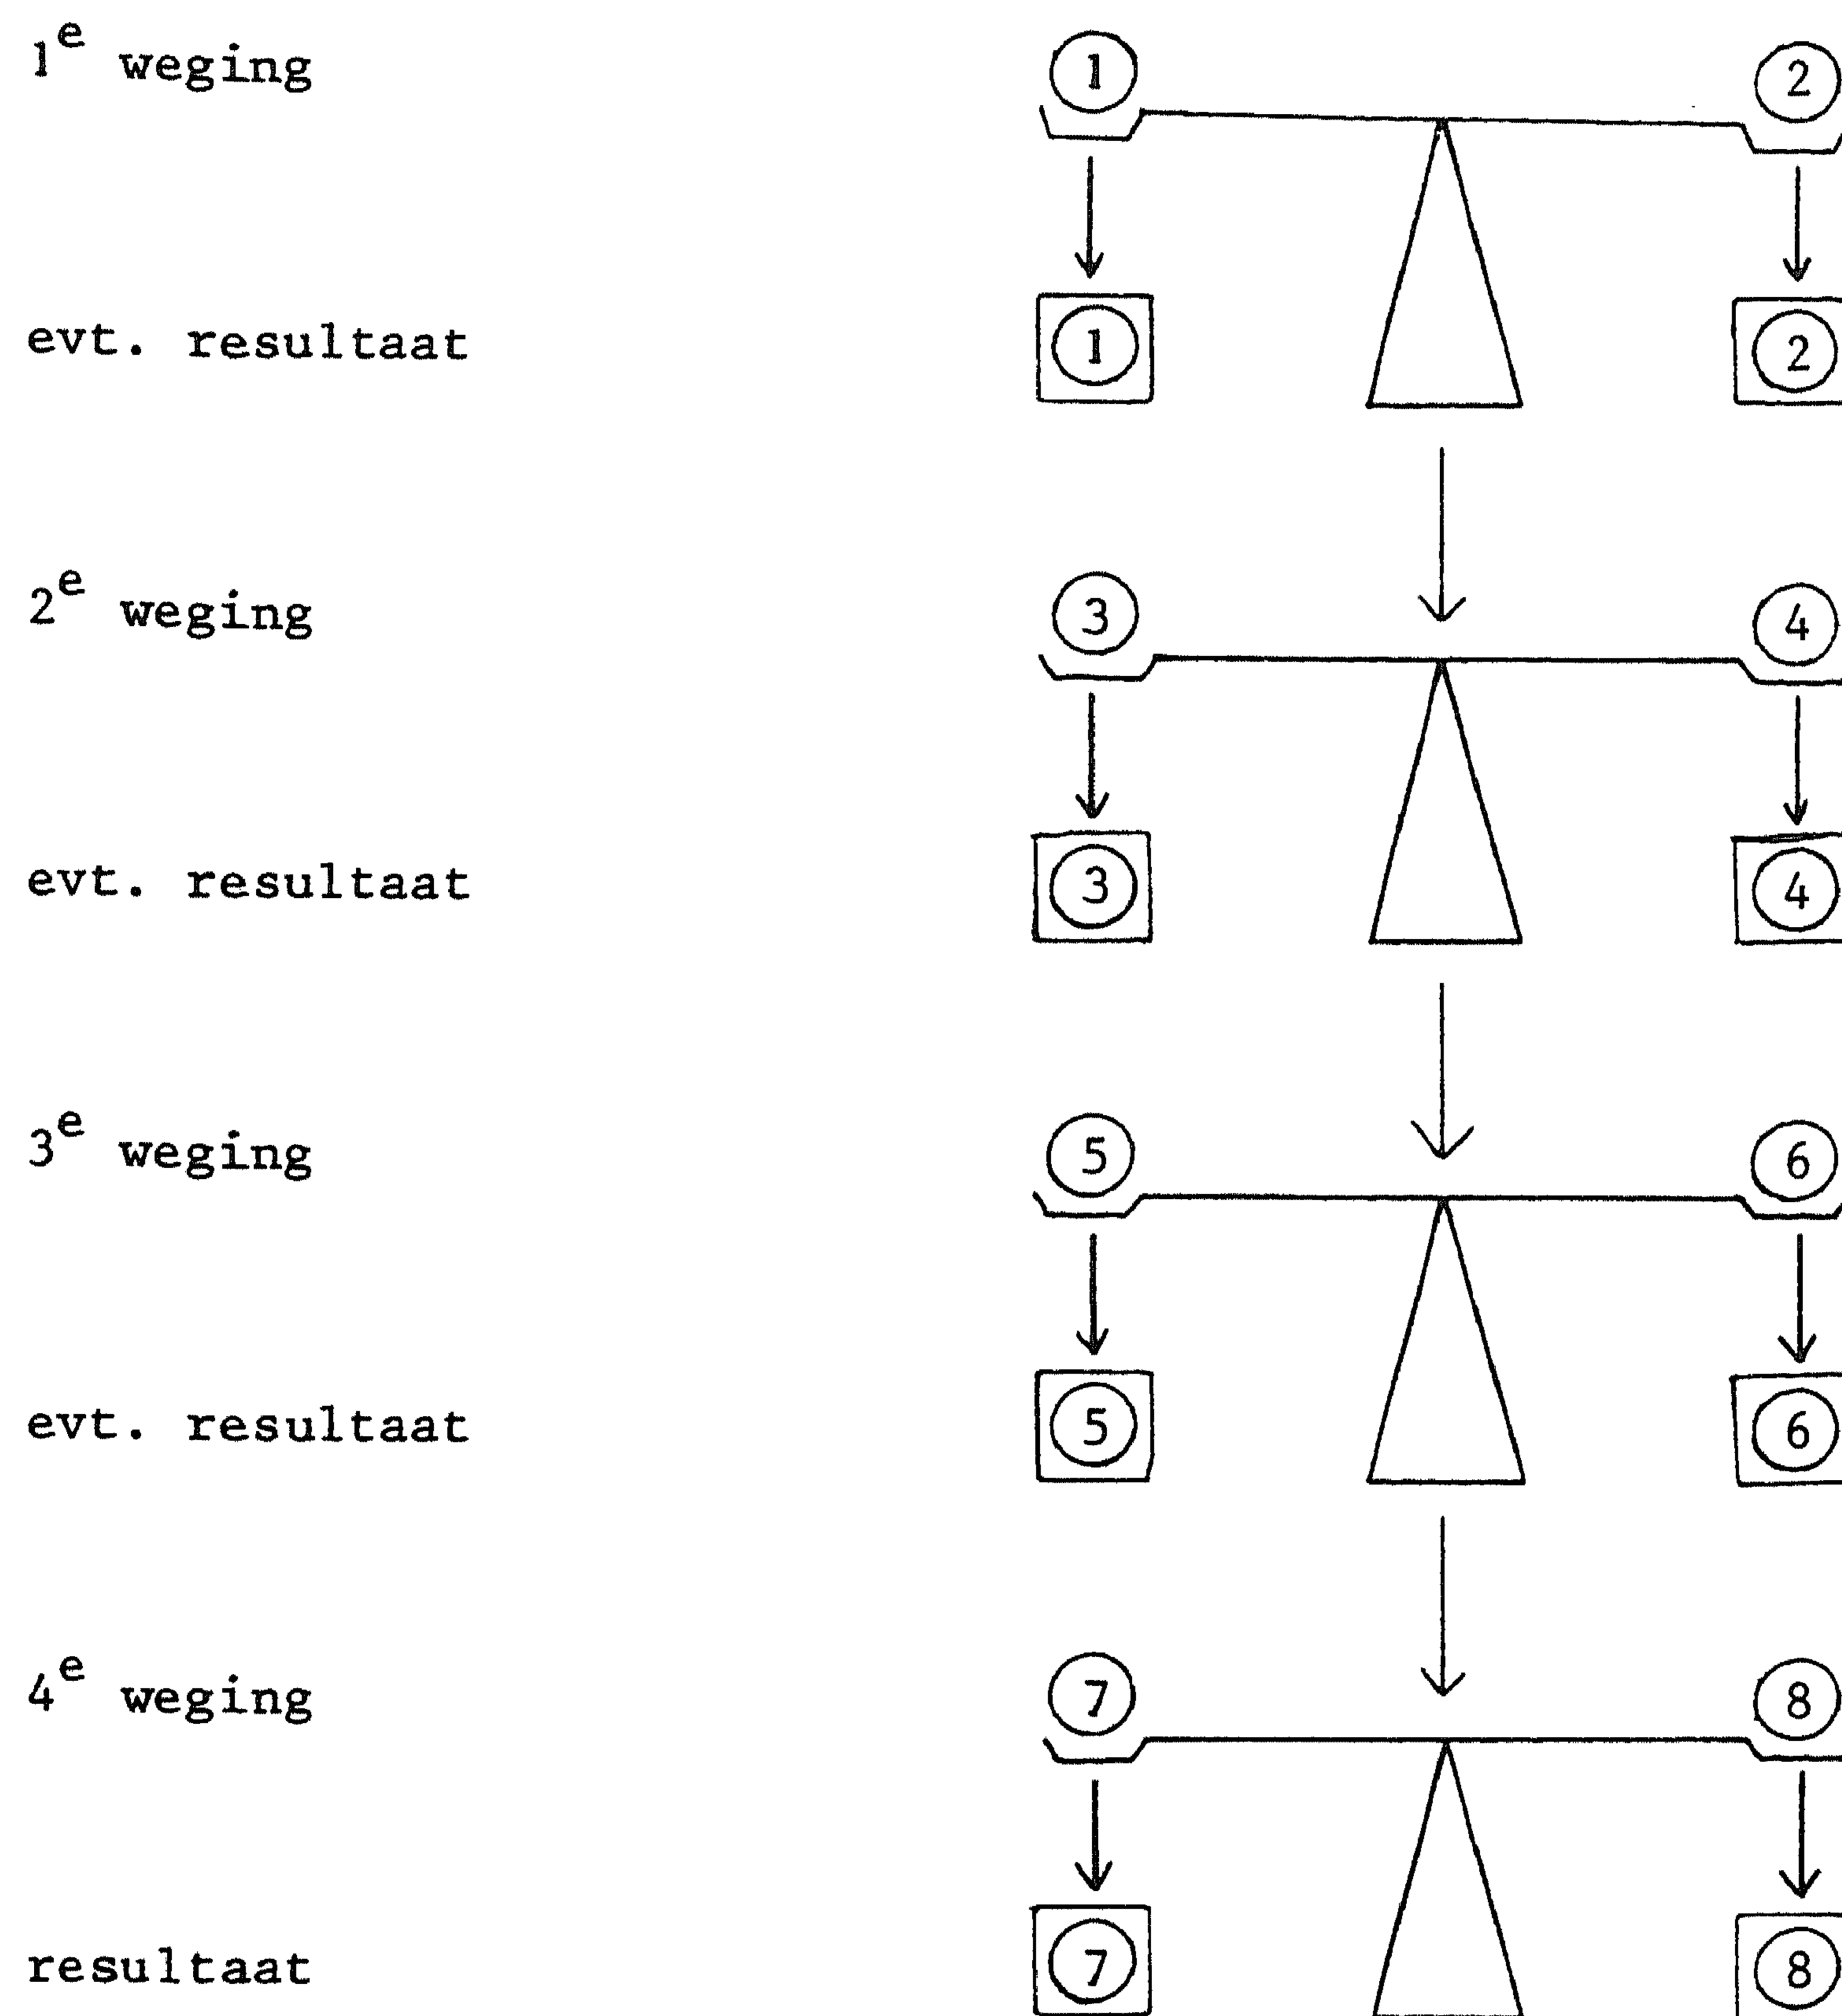 1e weging
1 2
evt. resultaat
1 2
2e weging
3 4
evt. resultaat
3 4
3e weging
5 6
evt. resultaat
5 6
4e weging
7 8
resultaat
7 8